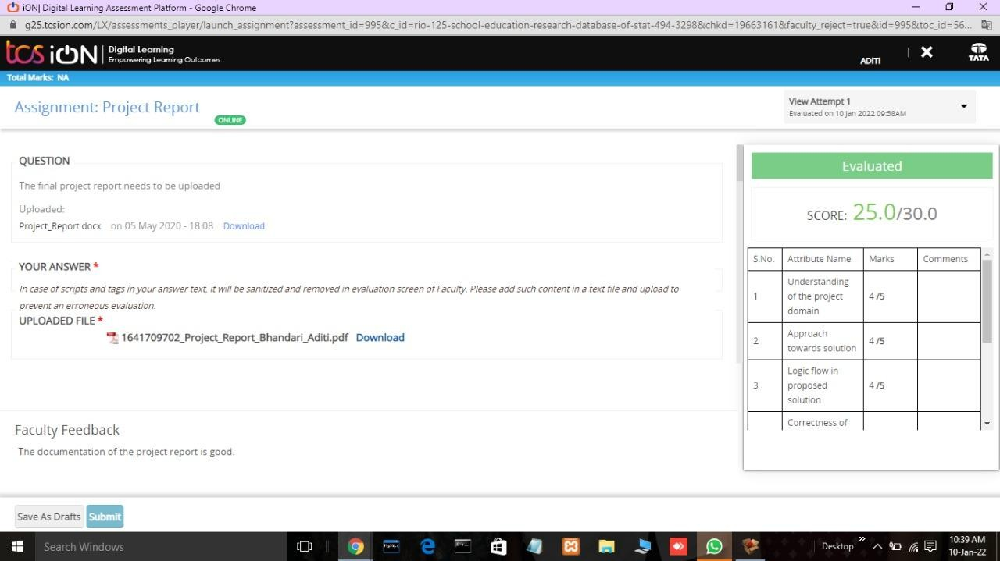 iON| Digital Learning Assessment Platform - Google Chrome
g25.tcsion.com/LX/assessments_player/launch_assignment?assessment_id=995&c_id=rio-125-school-education-research-database-of-stat-494-3298&chkd=19663161&faculty_reject=true&id=995&toc_id=56...
tcs iON | Digital Learning
Empowering Learning Outcomes
ADITI
TATA
Total Marks: NA
Assignment: Project Report
ONLINE
View Attempt 1
Evaluated on 10 Jan 2022 09:58AM
QUESTION
The final project report needs to be uploaded
Uploaded:
Project_Report.docx on 05 May 2020 - 18:08 Download
YOUR ANSWER *
In case of scripts and tags in your answer text, it will be sanitized and removed in evaluation screen of Faculty. Please add such content in a text file and upload to
prevent an erroneous evaluation.
UPLOADED FILE *
1641709702_Project_Report_Bhandari_Aditi.pdf Download
Evaluated
SCORE: 25.0/30.0
S.No. Attribute Name Marks Comments
1 Understanding of the project domain 4 /5
2 Approach towards solution 4 /5
3 Logic flow in proposed solution 4 /5
Correctness of
Faculty Feedback
The documentation of the project report is good.
Save As Drafts Submit
Search Windows
Desktop
10:39 AM
10-Jan-22